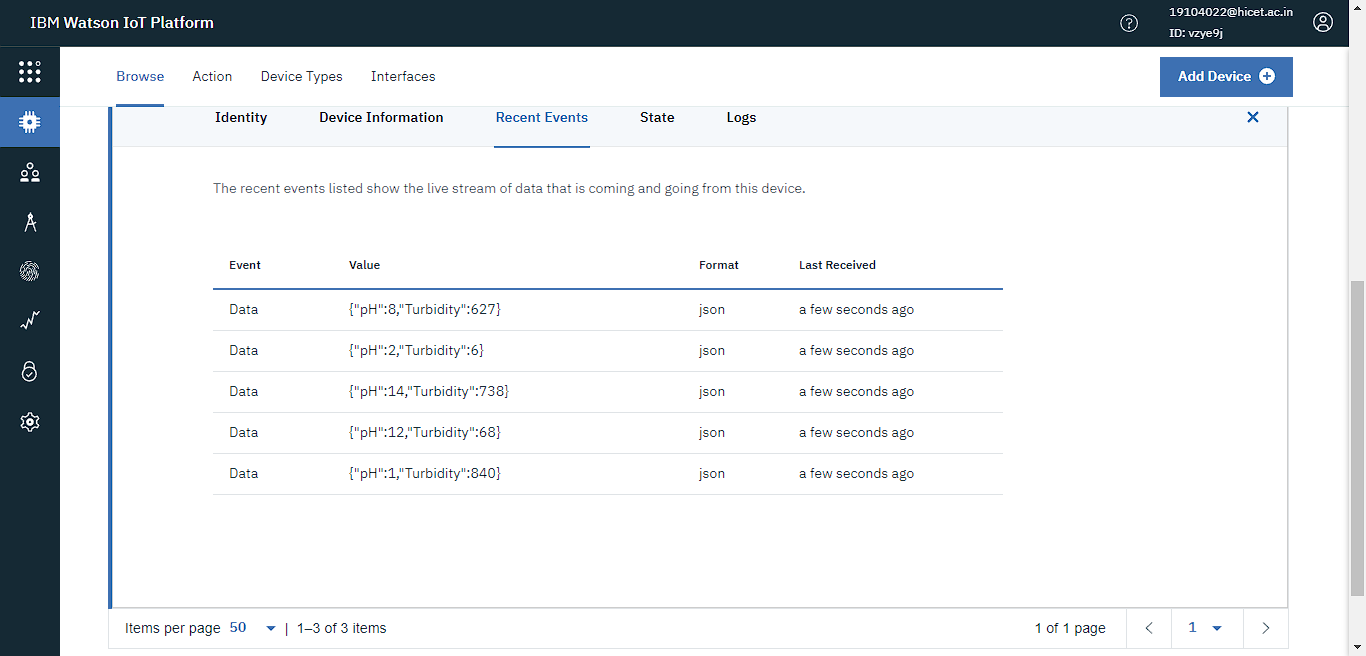 IBM Watson IoT Platform
19104022@hicet.ac.in
ID: vzye9j
Browse Action Device Types Interfaces
Add Device
Identity Device Information Recent Events State Logs
The recent events listed show the live stream of data that is coming and going from this device.
Event Value Format Last Received
Data {"pH":8,"Turbidity":627} json a few seconds ago
Data {"pH":2,"Turbidity":6} json a few seconds ago
Data {"pH":14,"Turbidity":738} json a few seconds ago
Data {"pH":12,"Turbidity":68} json a few seconds ago
Data {"pH":1,"Turbidity":840} json a few seconds ago
Items per page 50 | 1–3 of 3 items 1 of 1 page 1